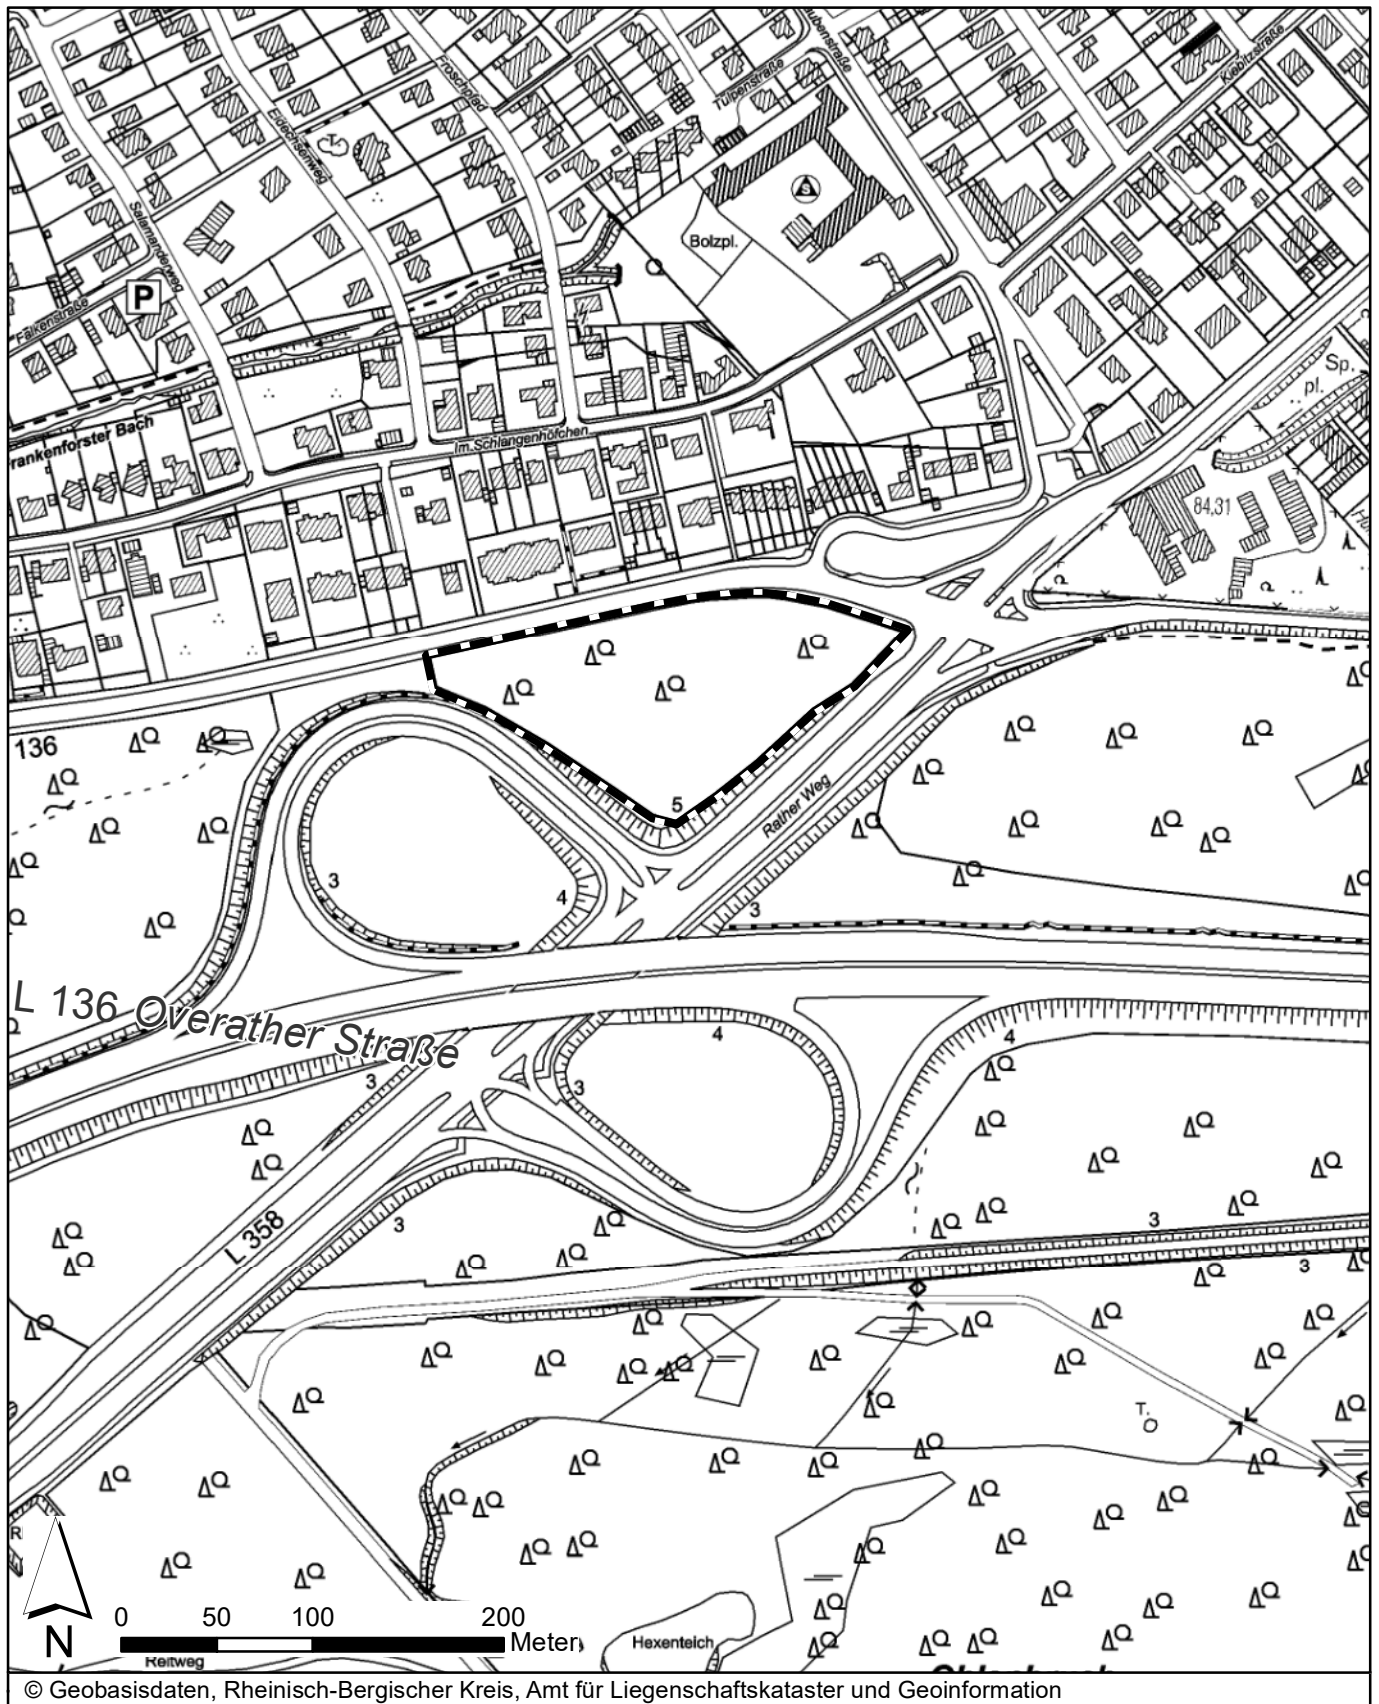 Froschpfad
Tulpenstraße
Taubenstraße
Kiebitzstraße
Eidechsenweg
Salamanderweg
Bolzpl.
S
P
Falkenstraße
Frankenforster Bach
Im Schlangenhöfchen
Sp.
pl.
84,31
136
5
Rather Weg
3
4
3
L 136 Overather Straße
4
4
3
3
3
3
L 358
3
T.
R
0 50 100 200
Meter
N
Hexenteich
Reitweg
© Geobasisdaten, Rheinisch-Bergischer Kreis, Amt für Liegenschaftskataster und Geoinformation